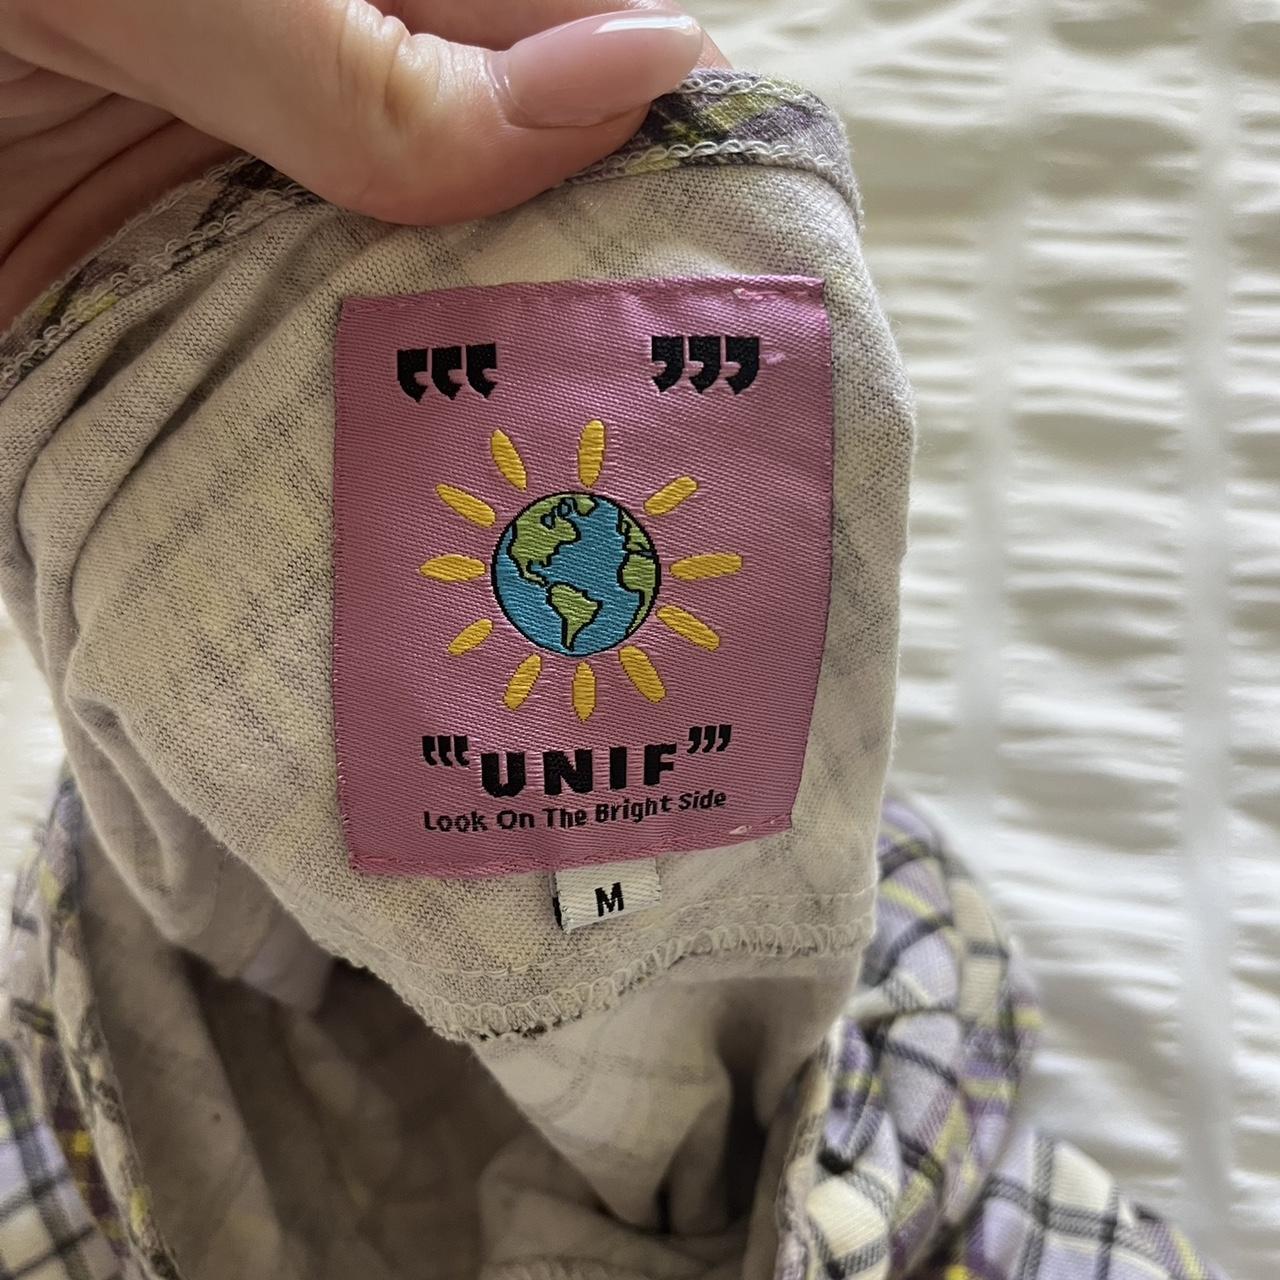 ‘‘‘ ’’’
‘‘‘UNIF’’’
Look On The Bright Side
M